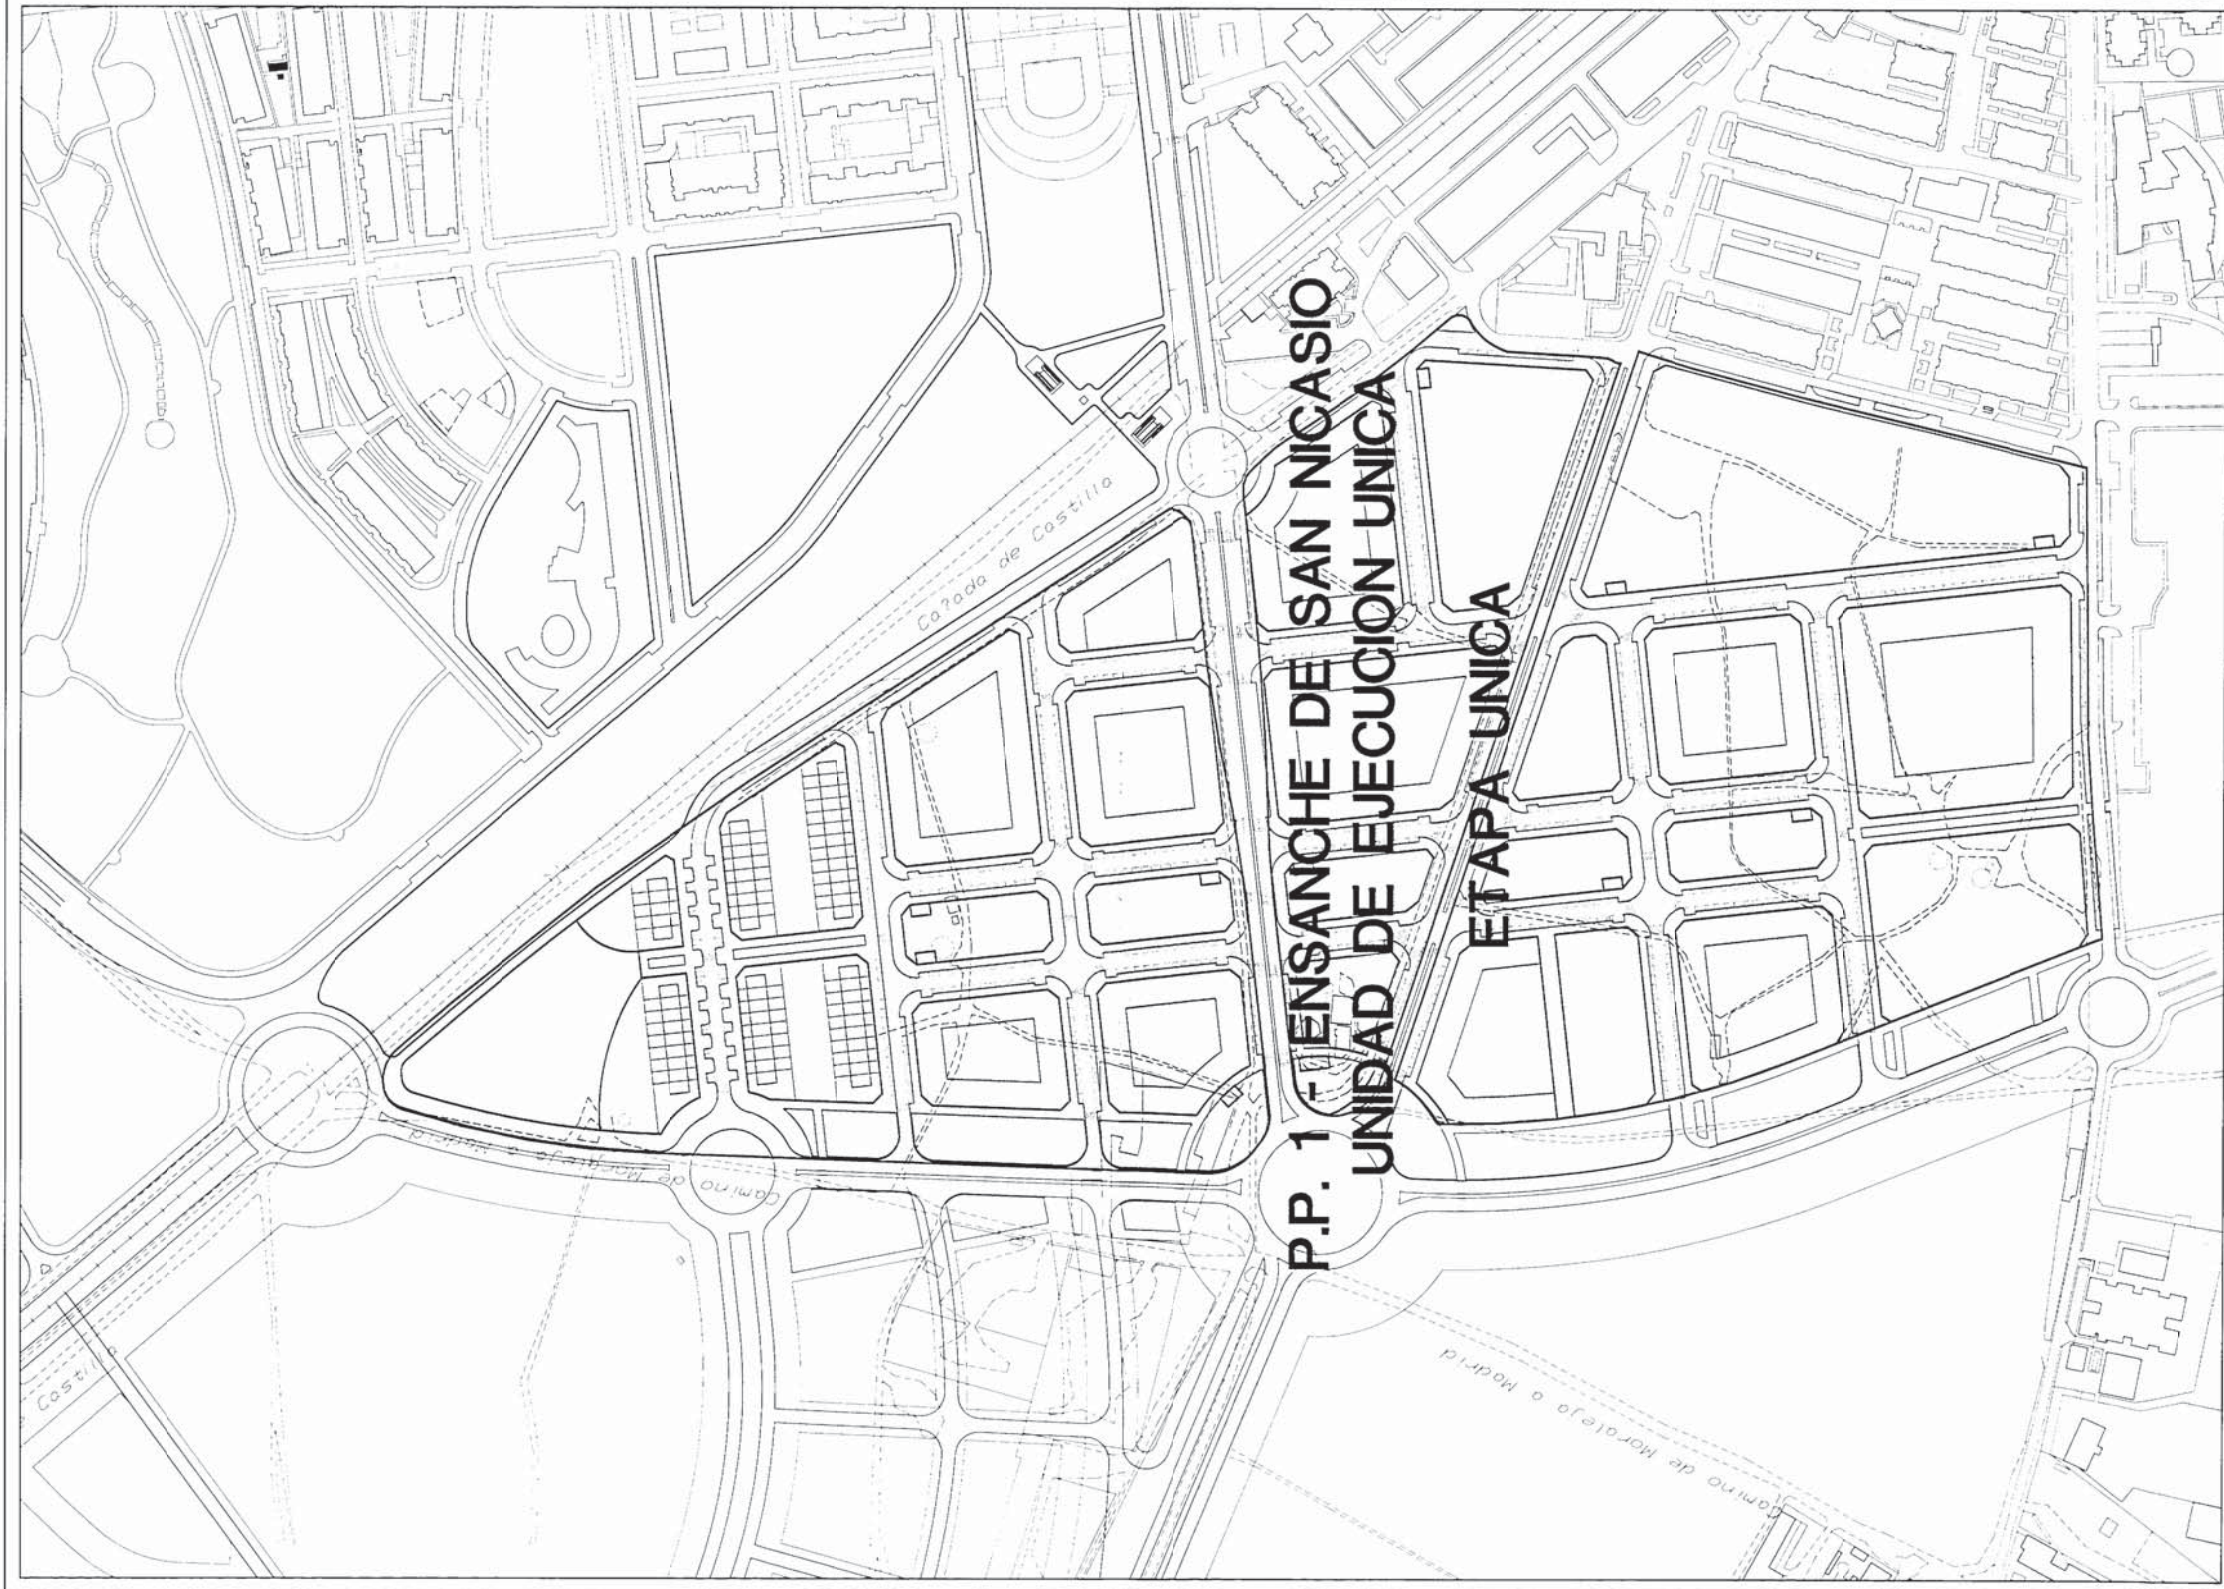 P.P. 1 - ENSANCHE DE SAN NICASIO
UNIDAD DE EJECUCION UNICA
ETAPA UNICA
Ca?ada de Castilla
Camino de Moraleja a Madrid
Castilla
Camino de Moraleja a Madrid